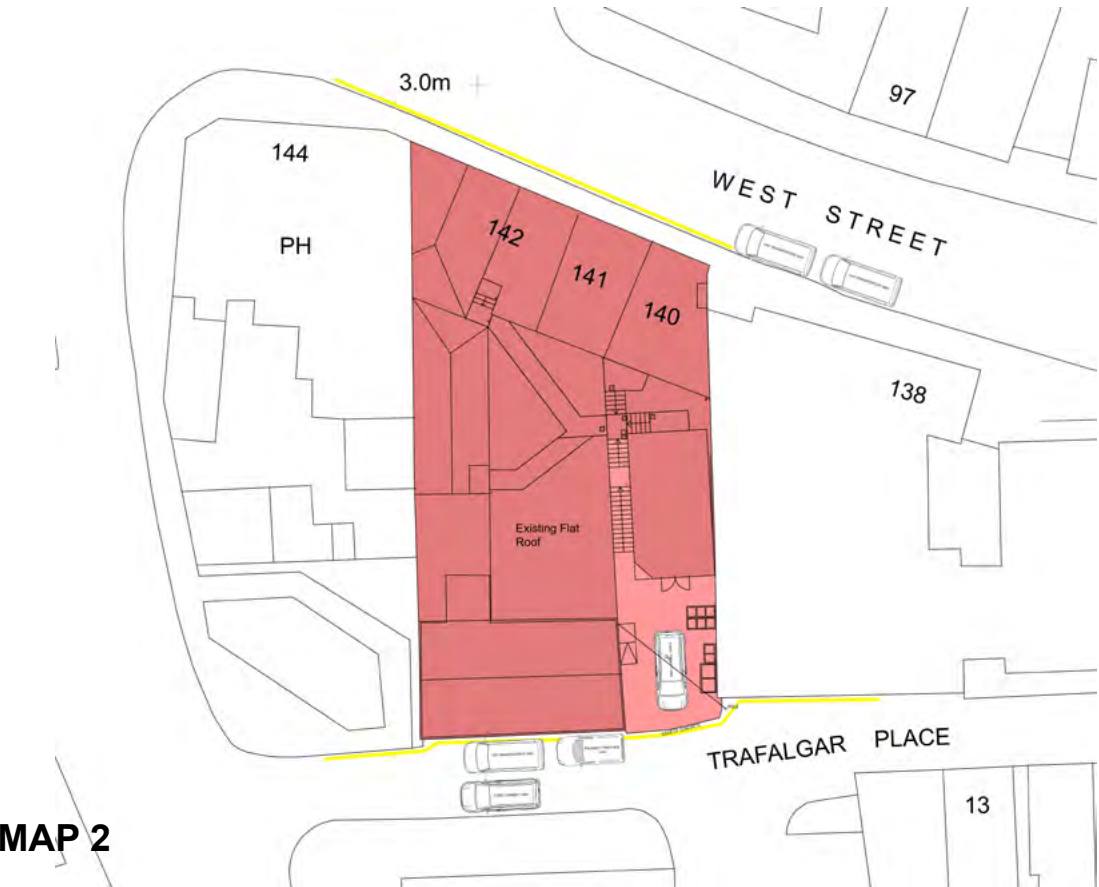 3.0m
97
144
WEST STREET
142
PH
141
140
138
Existing Flat
Roof
TRAFALGAR PLACE
13
MAP 2